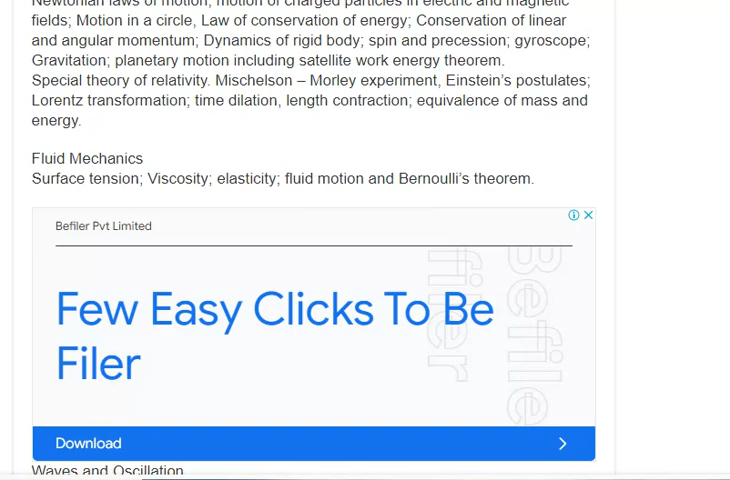 Newtonian laws of motion; motion of charged particles in electric and magnetic
fields; Motion in a circle, Law of conservation of energy; Conservation of linear
and angular momentum; Dynamics of rigid body; spin and precession; gyroscope;
Gravitation; planetary motion including satellite work energy theorem.
Special theory of relativity. Mischelson – Morley experiment, Einstein’s postulates;
Lorentz transformation; time dilation, length contraction; equivalence of mass and
energy.
Fluid Mechanics
Surface tension; Viscosity; elasticity; fluid motion and Bernoulli’s theorem.
Befiler Pvt Limited
Few Easy Clicks To Be
Filer
Befile
filer
Download
Waves and Oscillation